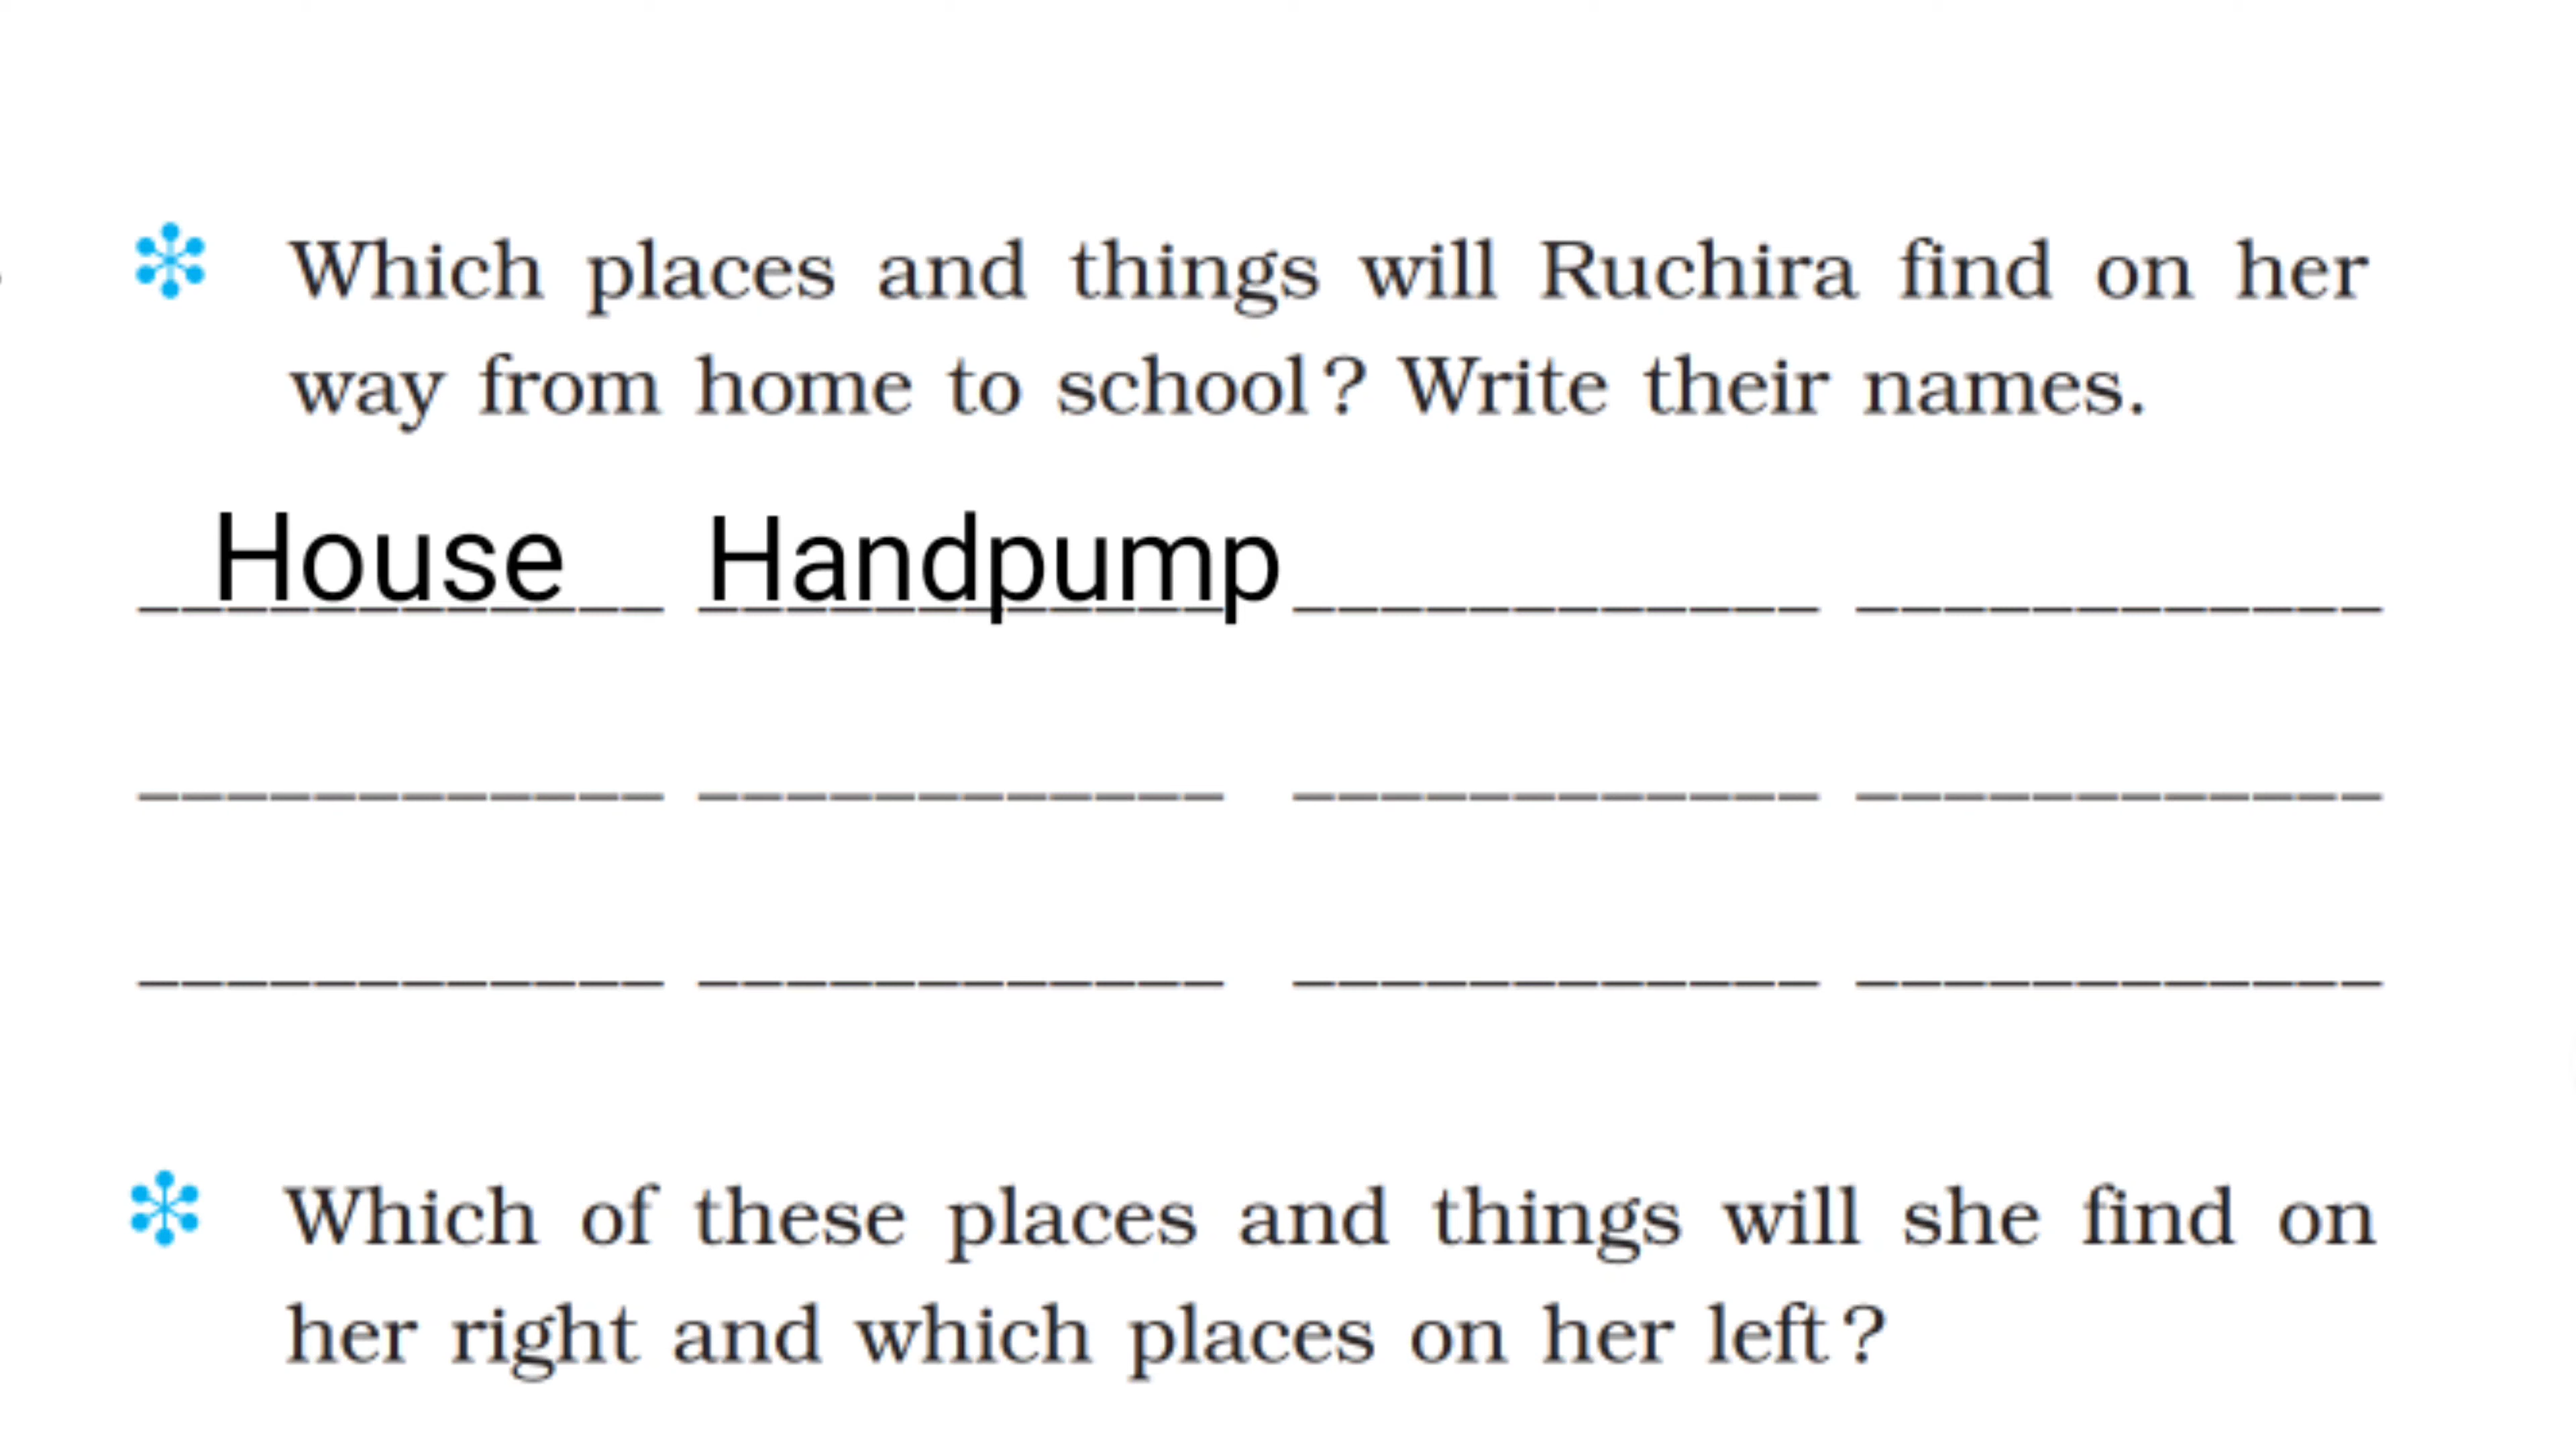 Which places and things will Ruchira find on her
way from home to school? Write their names.
House Handpump
Which of these places and things will she find on
her right and which places on her left?